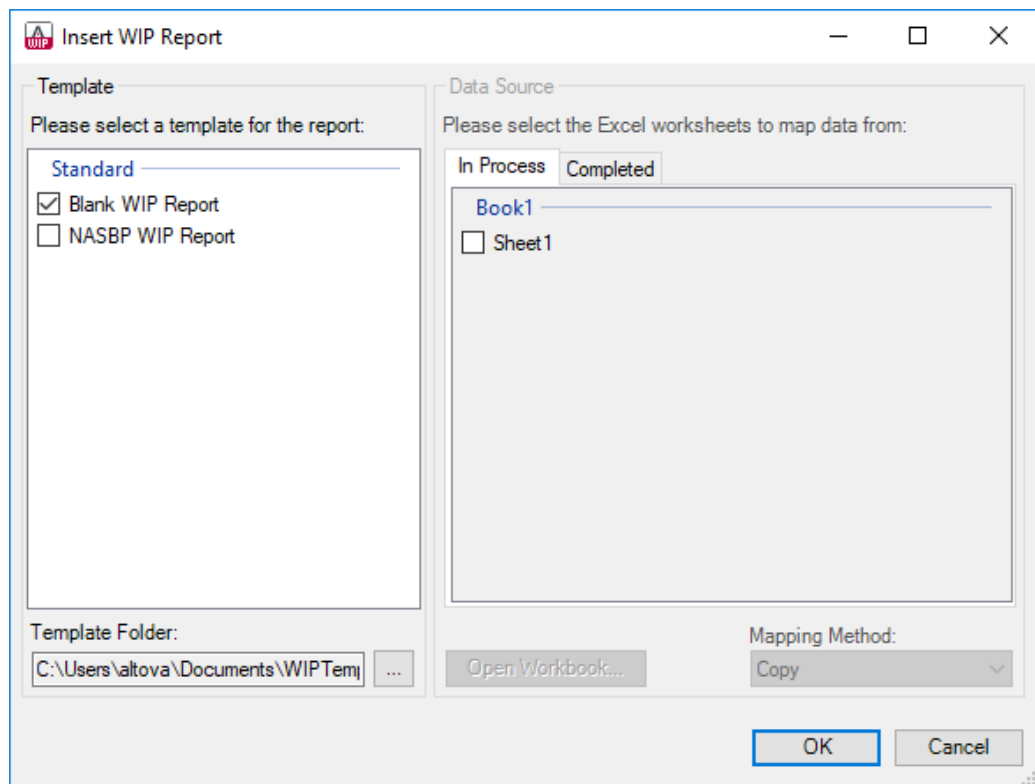 WIP Insert WIP Report
Template
Please select a template for the report:
Standard
Blank WIP Report
NASBP WIP Report
Template Folder:
C:\Users\altova\Documents\WIPTem
...
Data Source
Please select the Excel worksheets to map data from:
In Process Completed
Book1
Sheet1
Open Workbook...
Mapping Method:
Copy
OK Cancel